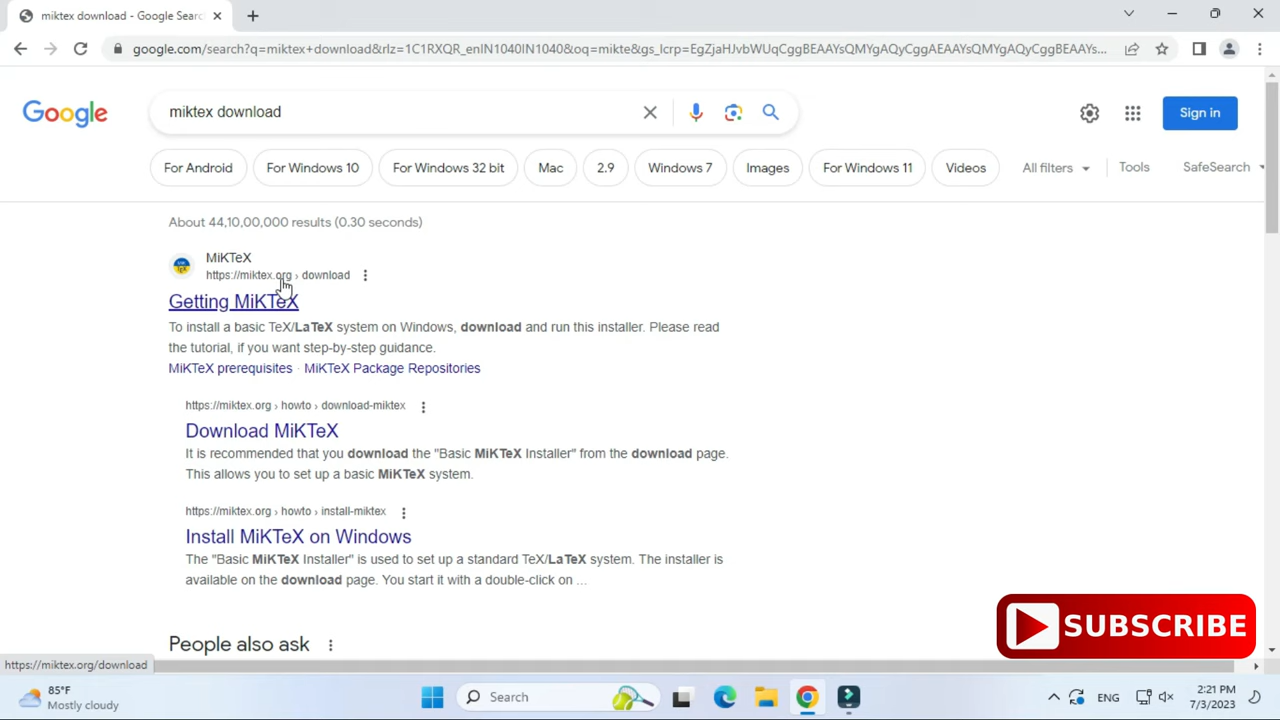 miktex download - Google Searc
google.com/search?q=miktex+download&rlz=1C1RXQR_enIN1040IN1040&oq=mikte&gs_lcrp=EgZjaHJvbWUqCggBEAAYsQMYgAQyCggAEAAYsQMYgAQyCggBEAAYsQMYgAQyCggBEAAYs...
Google
miktex download
Sign in
For Android
For Windows 10
For Windows 32 bit
Mac
2.9
Windows 7
Images
For Windows 11
Videos
All filters
Tools
SafeSearch
About 44,10,00,000 results (0.30 seconds)
MiKTeX
https://miktex.org › download
Getting MiKTeX
To install a basic TeX/LaTeX system on Windows, download and run this installer. Please read
the tutorial, if you want step-by-step guidance.
MiKTeX prerequisites · MiKTeX Package Repositories
https://miktex.org › howto › download-miktex
Download MiKTeX
It is recommended that you download the "Basic MiKTeX Installer" from the download page.
This allows you to set up a basic MiKTeX system.
https://miktex.org › howto › install-miktex
Install MiKTeX on Windows
The "Basic MiKTeX Installer" is used to set up a standard TeX/LaTeX system. The installer is
available on the download page. You start it with a double-click on ...
People also ask
SUBSCRIBE
https://miktex.org/download
85°F
Mostly cloudy
Search
ENG
2:21 PM
7/3/2023